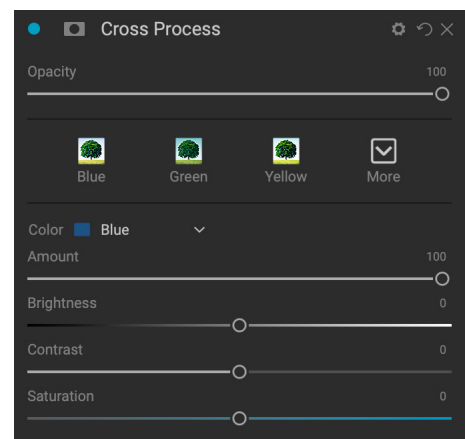 Cross Process
Opacity 100
Blue Green Yellow More
Color Blue
Amount 100
Brightness 0
Contrast 0
Saturation 0